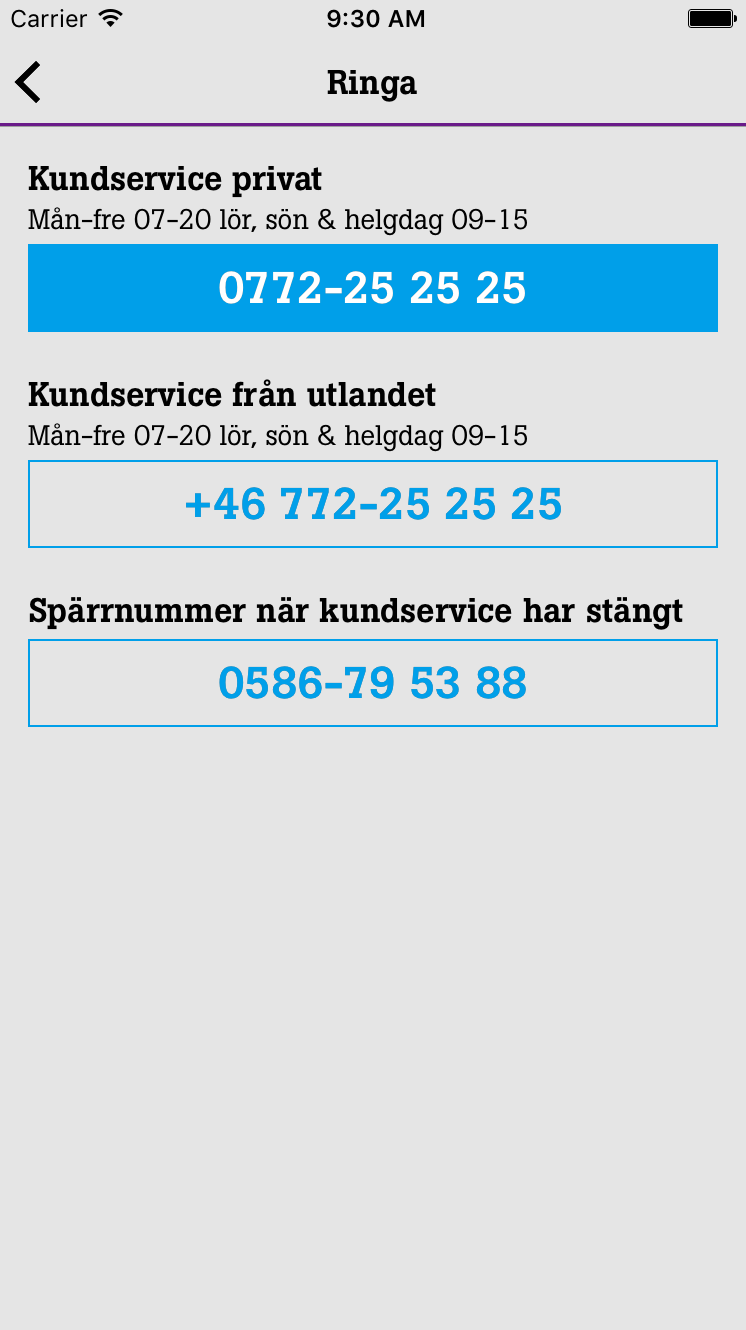 Carrier 9:30 AM
Ringa
Kundservice privat
Mån-fre 07-20 lör, sön & helgdag 09-15
0772-25 25 25
Kundservice från utlandet
Mån-fre 07-20 lör, sön & helgdag 09-15
+46 772-25 25 25
Spärrnummer när kundservice har stängt
0586-79 53 88